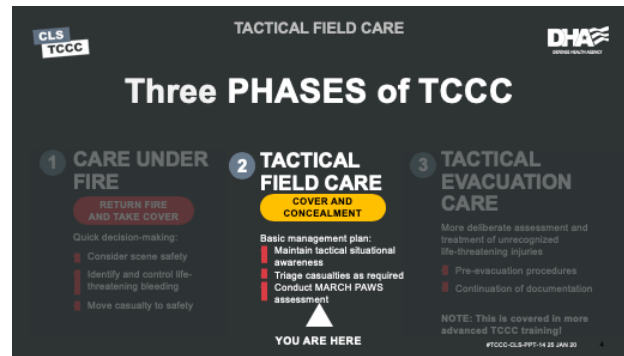 CLS
TCCC
TACTICAL FIELD CARE
DHA
DEFENSE HEALTH AGENCY
Three PHASES of TCCC
1
CARE UNDER
FIRE
RETURN FIRE
AND TAKE COVER
Quick decision-making:
Consider scene safety
Identify and control life-
threatening bleeding
Move casualty to safety
2
TACTICAL
FIELD CARE
COVER AND
CONCEALMENT
Basic management plan:
Maintain tactical situational
awareness
Triage casualties as required
Conduct MARCH PAWS
assessment
YOU ARE HERE
3
TACTICAL
EVACUATION
CARE
More deliberate assessment and
treatment of unrecognized
life-threatening injuries
Pre-evacuation procedures
Continuation of documentation
NOTE: This is covered in more
advanced TCCC training!
#TCCC-CLS-PPT-14 25 JAN 20
4